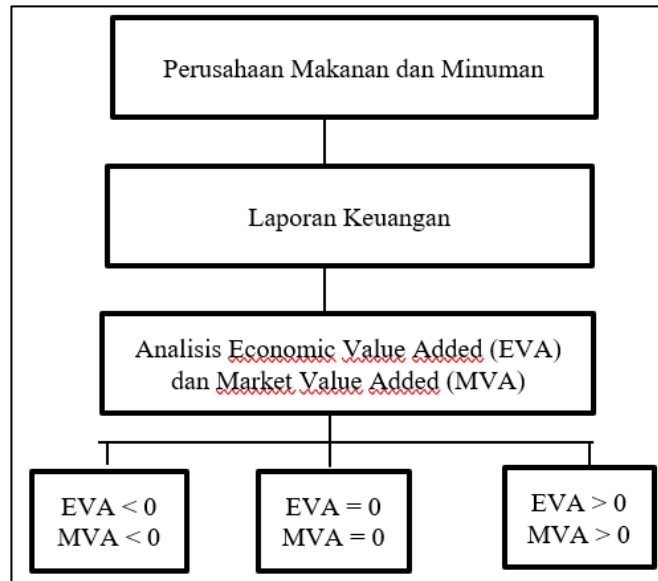 Perusahaan Makanan dan Minuman
Laporan Keuangan
Analisis Economic Value Added (EVA)
dan Market Value Added (MVA)
EVA < 0
MVA < 0
EVA = 0
MVA = 0
EVA > 0
MVA > 0